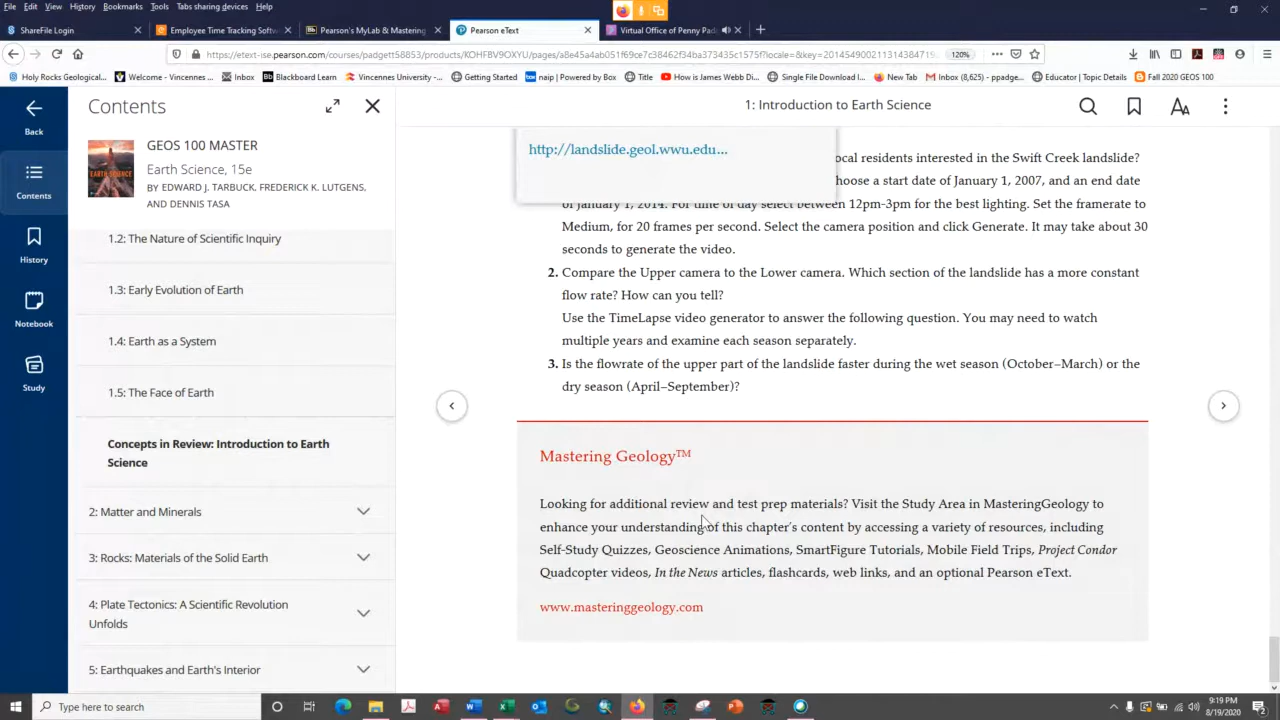 File Edit View History Bookmarks Tools Daily Accesses Help
ShareFile Login
Employee Time Tracking Softw
Pearson's MyLab & Mastering
Pearson eText
Virtual Office of Penny Pad
120%
Holy Rocks Geological...
Welcome - Vincennes ...
Inbox
Blackboard Learn
Vincennes University -...
Getting Started
naip | Powered by Box
Title
How is James Webb Di...
Single File Download I...
New Tab
Inbox (8,625) - ppadge...
Educator | Topic Details
Fall 2020 GEOS 100
Back
Contents
History
Notebook
Study
Contents
GEOS 100 MASTER
Earth Science, 15e
BY EDWARD J. TARBUCK, FREDERICK K. LUTGENS,
AND DENNIS TASA
EARTH SCIENCE
1.2: The Nature of Scientific Inquiry
1.3: Early Evolution of Earth
1.4: Earth as a System
1.5: The Face of Earth
Concepts in Review: Introduction to Earth
Science
2: Matter and Minerals
3: Rocks: Materials of the Solid Earth
4: Plate Tectonics: A Scientific Revolution
Unfolds
5: Earthquakes and Earth's Interior
1: Introduction to Earth Science
http://landslide.geol.wwu.edu...
ocal residents interested in the Swift Creek landslide?
hoose a start date of January 1, 2007, and an end date
of January 1, 2014. For time of day select between 12pm-3pm for the best lighting. Set the framerate to
Medium, for 20 frames per second. Select the camera position and click Generate. It may take about 30
seconds to generate the video.
2. Compare the Upper camera to the Lower camera. Which section of the landslide has a more constant
flow rate? How can you tell?
Use the TimeLapse video generator to answer the following question. You may need to watch
multiple years and examine each season separately.
3. Is the flowrate of the upper part of the landslide faster during the wet season (October–March) or the
dry season (April–September)?
Mastering Geology™
Looking for additional review and test prep materials? Visit the Study Area in MasteringGeology to
enhance your understanding of this chapter's content by accessing a variety of resources, including
Self-Study Quizzes, Geoscience Animations, SmartFigure Tutorials, Mobile Field Trips, Project Condor
Quadcopter videos, In the News articles, flashcards, web links, and an optional Pearson eText.
www.masteringgeology.com
Type here to search
9:19 PM
8/19/2020